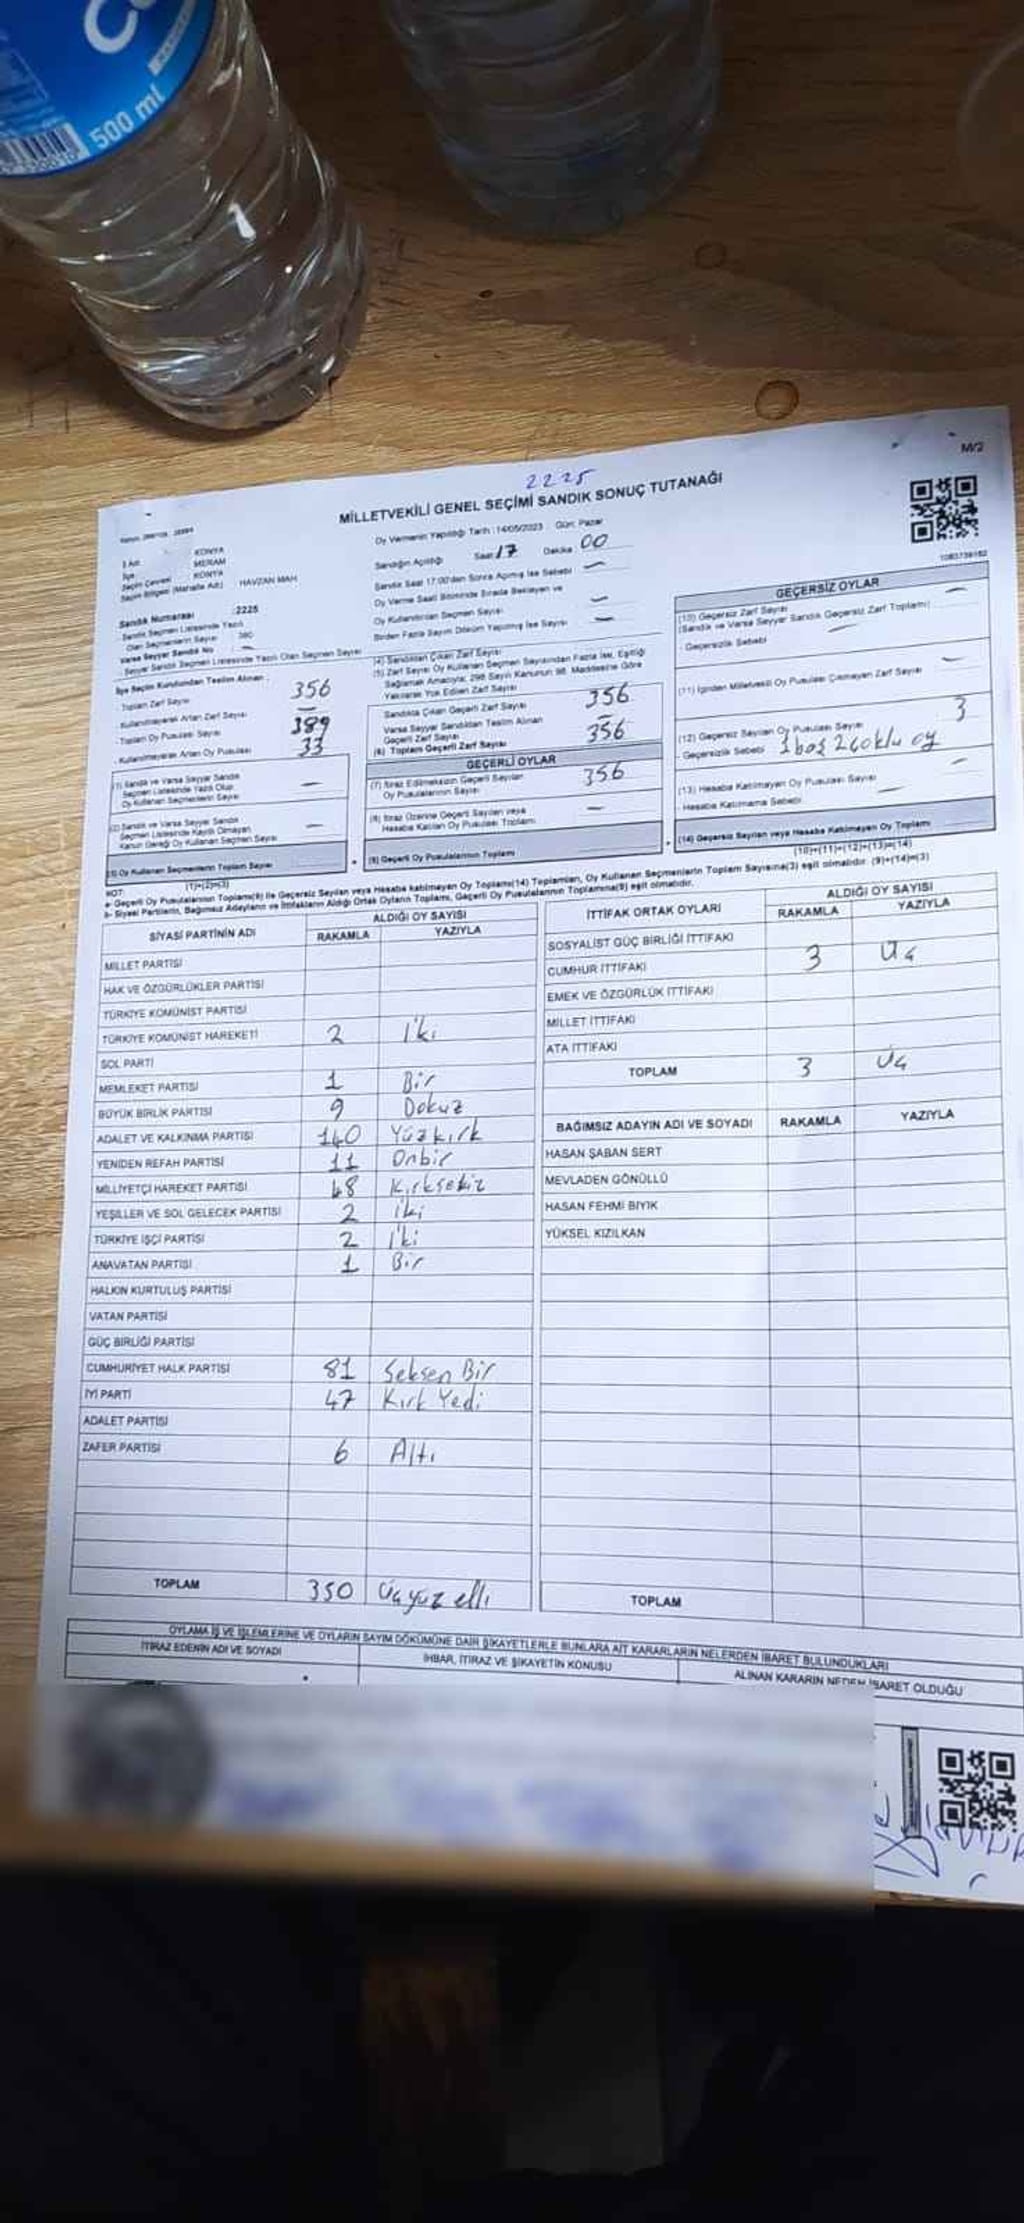 500 ml
M/2
2225
MİLLETVEKİLİ GENEL SEÇİMİ SANDIK SONUÇ TUTANAĞI
Oy Vermenin Yapıldığı Tarih : 14/05/2023 Gün: Pazar
Sandığın Açıldığı Saat 17 Dakika 00
KONYA
MERAM
KONYA
Seçim Bölgesi (Mahalle Adı) HAVZAN MAH
Sandık Numarası :2225
Sandık Saat 17:00'den Sonra Açılmış İse Sebebi —
Oy Verme Saati Bitiminde Sırada Bekleyen ve
Oy Kullandırılan Seçmen Sayısı —
Birden Fazla Sayım Döküm Yapılmış İse Sayısı —
1080739162
Sandık Seçmen Listesinde Yazılı
Olan Seçmenlerin Sayısı : 380
Varsa Seyyar Sandık No —
Seyyar Sandık Seçmen Listesinde Yazılı Olan Seçmen Sayısı
İlçe Seçim Kurulundan Teslim Alınan
Toplam Zarf Sayısı 356
Kullanılmayarak Artan Zarf Sayısı —
Toplam Oy Pusulası Sayısı 389
Kullanılmayarak Artan Oy Pusulası 33
(1) Sandık ve Varsa Seyyar Sandık
Seçmen Listesinde Yazılı Olup
Oy Kullanan Seçmenlerin Sayısı —
(2) Sandık ve Varsa Seyyar Sandık
Seçmen Listesinde Kayıtlı Olmayan
Kanun Gereği Oy Kullanan Seçmen Sayısı —
(3) Oy Kullanan Seçmenlerin Toplam Sayısı
(1)+(2)=(3)
(4) Sandıktan Çıkan Zarf Sayısı
(5) Zarf Sayısı Oy Kullanan Seçmen Sayısından Fazla İse, Eşitliği
Sağlamak Amacıyla; 298 Sayılı Kanunun 98. Maddesine Göre
Yakılarak Yok Edilen Zarf Sayısı
Sandıkta Çıkan Geçerli Zarf Sayısı 356
Varsa Seyyar Sandıktan Teslim Alınan
Geçerli Zarf Sayısı —
(6) Toplam Geçerli Zarf Sayısı 356
GEÇERLİ OYLAR
(7) İtiraz Edilmeksizin Geçerli Sayılan
Oy Pusulalarının Sayısı 356
(8) İtiraz Üzerine Geçerli Sayılan veya
Hesaba Katılan Oy Pusulası Toplamı —
(9) Geçerli Oy Pusulalarının Toplamı
GEÇERSİZ OYLAR
(10) Geçersiz Zarf Sayısı
(Sandık ve Varsa Seyyar Sandık Geçersiz Zarf Toplamı) —
Geçersizlik Sebebi —
(11) İçinden Milletvekili Oy Pusulası Çıkmayan Zarf Sayısı —
(12) Geçersiz Sayılan Oy Pusulası Sayısı 3
Geçersizlik Sebebi 1 boş 2 çoklu oy
(13) Hesaba Katılmayan Oy Pusulası Sayısı —
Hesaba Katılmama Sebebi —
(14) Geçersiz Sayılan veya Hesaba Katılmayan Oy Toplamı
(10)+(11)+(12)+(13)=(14)
NOT:
a- Geçerli Oy Pusulalarının Toplamı(9) ile Geçersiz Sayılan veya Hesaba katılmayan Oy Toplamı(14) Toplamları, Oy Kullanan Seçmenlerin Toplam Sayısına(3) eşit olmalıdır. (9)+(14)=(3)
b- Siyasi Partilerin, Bağımsız Adayların ve İttifakların Aldığı Ortak Oyların Toplamı, Geçerli Oy Pusulalarının Toplamına(9) eşit olmalıdır.
SİYASİ PARTİNİN ADI ALDIĞI OY SAYISI
RAKAMLA YAZIYLA
MİLLET PARTİSİ
HAK VE ÖZGÜRLÜKLER PARTİSİ
TÜRKİYE KOMÜNİST PARTİSİ
TÜRKİYE KOMÜNİST HAREKETİ 2 İki
SOL PARTİ
MEMLEKET PARTİSİ 1 Bir
BÜYÜK BİRLİK PARTİSİ 9 Dokuz
ADALET VE KALKINMA PARTİSİ 140 Yüzkırk
YENİDEN REFAH PARTİSİ 11 Onbir
MİLLİYETÇİ HAREKET PARTİSİ 48 Kırksekiz
YEŞİLLER VE SOL GELECEK PARTİSİ 2 İki
TÜRKİYE İŞÇİ PARTİSİ 2 İki
ANAVATAN PARTİSİ 1 Bir
HALKIN KURTULUŞ PARTİSİ
VATAN PARTİSİ
GÜÇ BİRLİĞİ PARTİSİ
CUMHURİYET HALK PARTİSİ 81 Seksen Bir
İYİ PARTİ 47 Kırk Yedi
ADALET PARTİSİ
ZAFER PARTİSİ 6 Altı
TOPLAM 350 Üçyüz elli
İTTİFAK ORTAK OYLARI ALDIĞI OY SAYISI
RAKAMLA YAZIYLA
SOSYALİST GÜÇ BİRLİĞİ İTTİFAKI
CUMHUR İTTİFAKI 3 Üç
EMEK VE ÖZGÜRLÜK İTTİFAKI
MİLLET İTTİFAKI
ATA İTTİFAKI
TOPLAM 3 Üç
BAĞIMSIZ ADAYIN ADI VE SOYADI RAKAMLA YAZIYLA
HASAN ŞABAN SERT
MEVLADEN GÖNÜLLÜ
HASAN FEHMİ BIYIK
YÜKSEL KIZILKAN
TOPLAM
OYLAMA İŞ VE İŞLEMLERİNE VE OYLARIN SAYIM DÖKÜMÜNE DAİR ŞİKAYETLERLE BUNLARA AİT KARARLARIN NELERDEN İBARET BULUNDUKLARI
İTİRAZ EDENİN ADI VE SOYADI İHBAR, İTİRAZ VE ŞİKAYETİN KONUSU ALINAN KARARIN NEDEN İBARET OLDUĞU